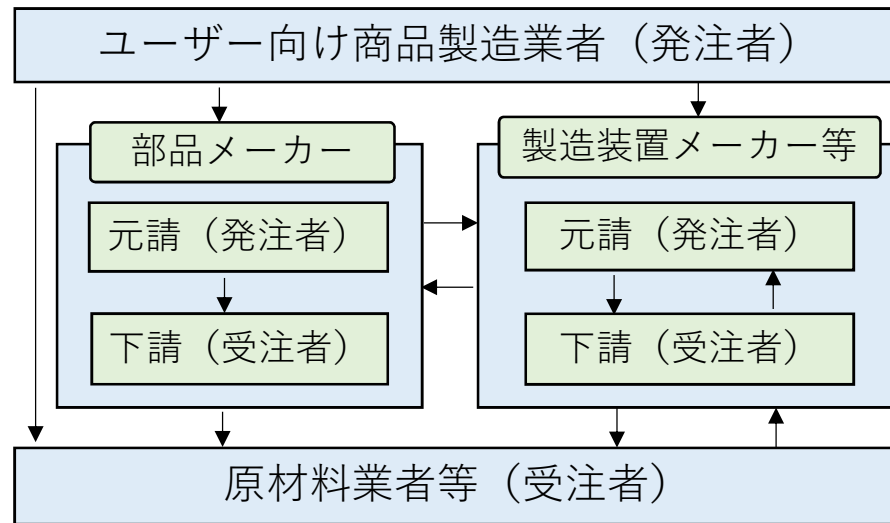 ユーザー向け商品製造業者（発注者）
部品メーカー
元請（発注者）
下請（受注者）
製造装置メーカー等
元請（発注者）
下請（受注者）
原材料業者等（受注者）